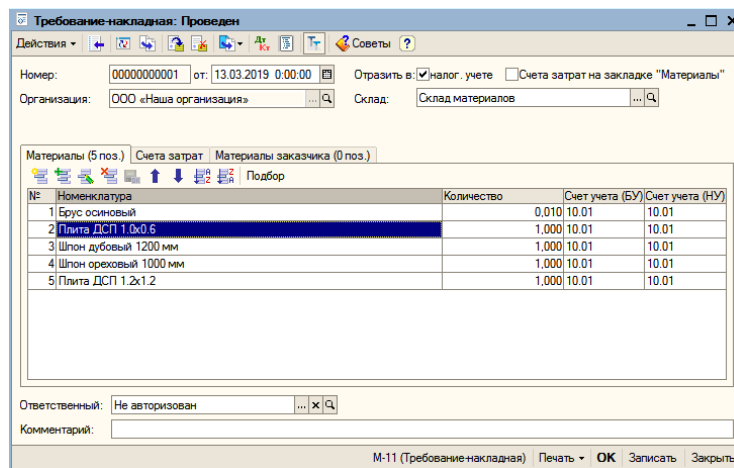 Требование-накладная: Проведен
Действия Дт Кт Советы ?
Номер: 00000000001 от: 13.03.2019 0:00:00 Отразить в: налог. учете Счета затрат на закладке "Материалы"
Организация: ООО «Наша организация» ... Склад: Склад материалов ...
Материалы (5 поз.) Счета затрат Материалы заказчика (0 поз.)
Подбор
№ Номенклатура Количество Счет учета (БУ) Счет учета (НУ)
1 Брус осиновый 0,010 10.01 10.01
2 Плита ДСП 1.0x0.6 1,000 10.01 10.01
3 Шпон дубовый 1200 мм 1,000 10.01 10.01
4 Шпон ореховый 1000 мм 1,000 10.01 10.01
5 Плита ДСП 1.2x1.2 1,000 10.01 10.01
Ответственный: Не авторизован ... x
Комментарий:
М-11 (Требование-накладная) Печать OK Записать Закрыть